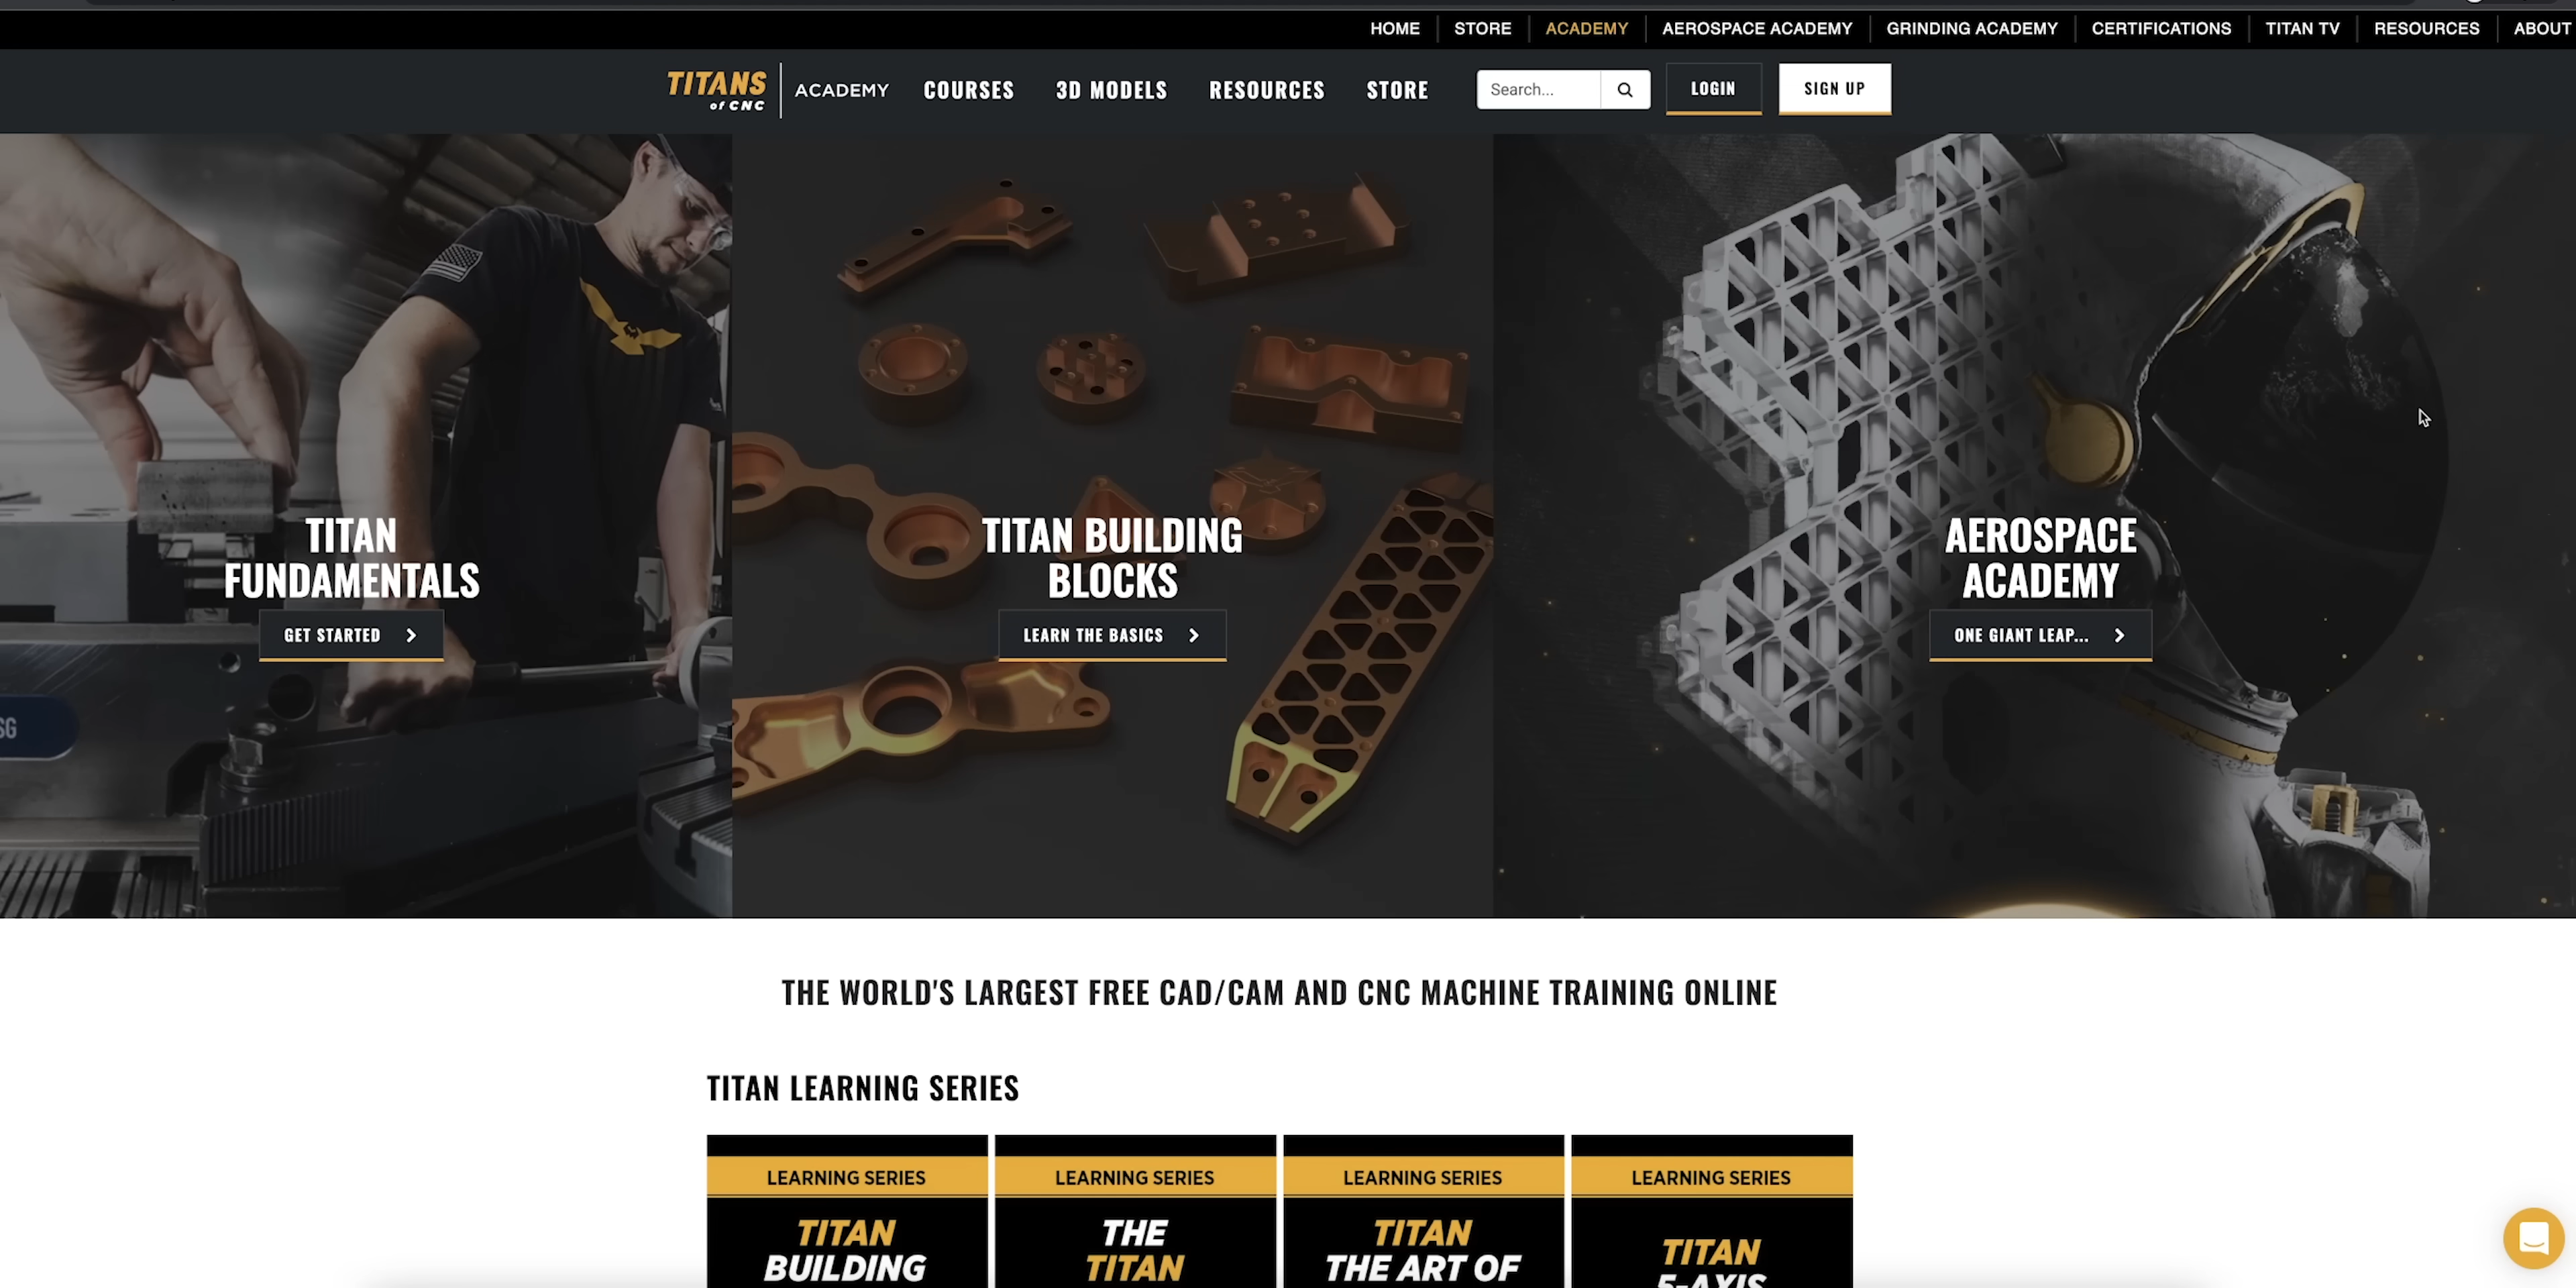 HOME
STORE
ACADEMY
AEROSPACE ACADEMY
GRINDING ACADEMY
CERTIFICATIONS
TITAN TV
RESOURCES
ABOUT
TITANS
of CNC
ACADEMY
COURSES
3D MODELS
RESOURCES
STORE
Search...
LOGIN
SIGN UP
TITAN
FUNDAMENTALS
GET STARTED
SG
TITAN BUILDING
BLOCKS
LEARN THE BASICS
AEROSPACE
ACADEMY
ONE GIANT LEAP...
THE WORLD'S LARGEST FREE CAD/CAM AND CNC MACHINE TRAINING ONLINE
TITAN LEARNING SERIES
LEARNING SERIES
TITAN
BUILDING
LEARNING SERIES
THE
TITAN
LEARNING SERIES
TITAN
THE ART OF
LEARNING SERIES
TITAN
5-AXIS